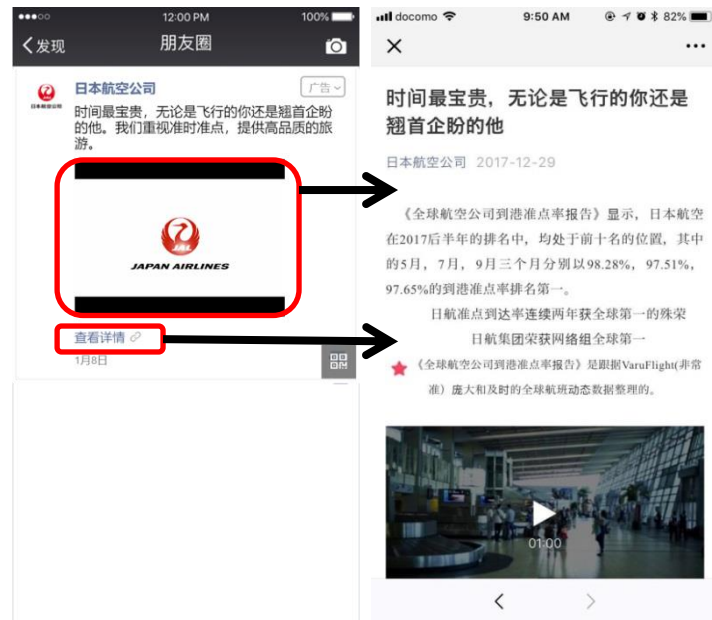 12:00 PM
100%
发现
朋友圈
日本航空公司
广告
时间最宝贵，无论是飞行的你还是翘首企盼
的他。我们重视准时准点，提供高品质的旅
游。
JAL
JAPAN AIRLINES
查看详情
1月8日
docomo
9:50 AM
82%
时间最宝贵，无论是飞行的你还是
翘首企盼的他
日本航空公司 2017-12-29
《全球航空公司到港准点率报告》显示，日本航空
在2017后半年的排名中，均处于前十名的位置，其中
的5月，7月，9月三个月分别以98.28%，97.51%，
97.65%的到港准点率排名第一。
日航准点到达率连续两年获全球第一的殊荣
日航集团荣获网络组全球第一
《全球航空公司到港准点率报告》是跟据VaruFlight(非常
准）庞大和及时的全球航班动态数据整理的。
01:00